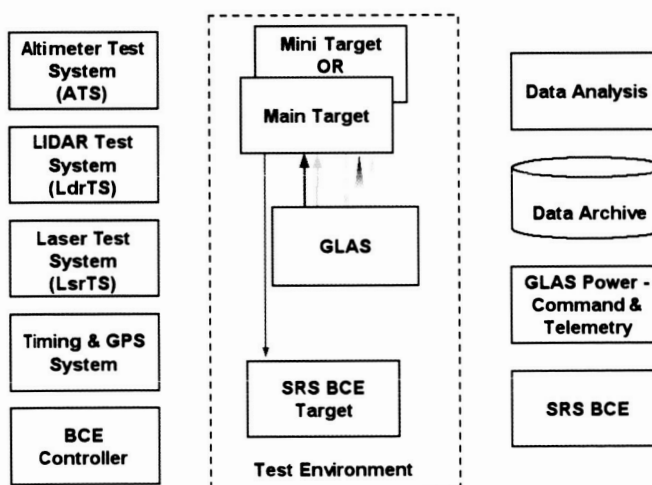 Altimeter Test
System
(ATS)
LIDAR Test
System
(LdrTS)
Laser Test
System
(LsrTS)
Timing & GPS
System
BCE
Controller
Mini Target
OR
Main Target
GLAS
SRS BCE
Target
Test Environment
Data Analysis
Data Archive
GLAS Power -
Command &
Telemetry
SRS BCE